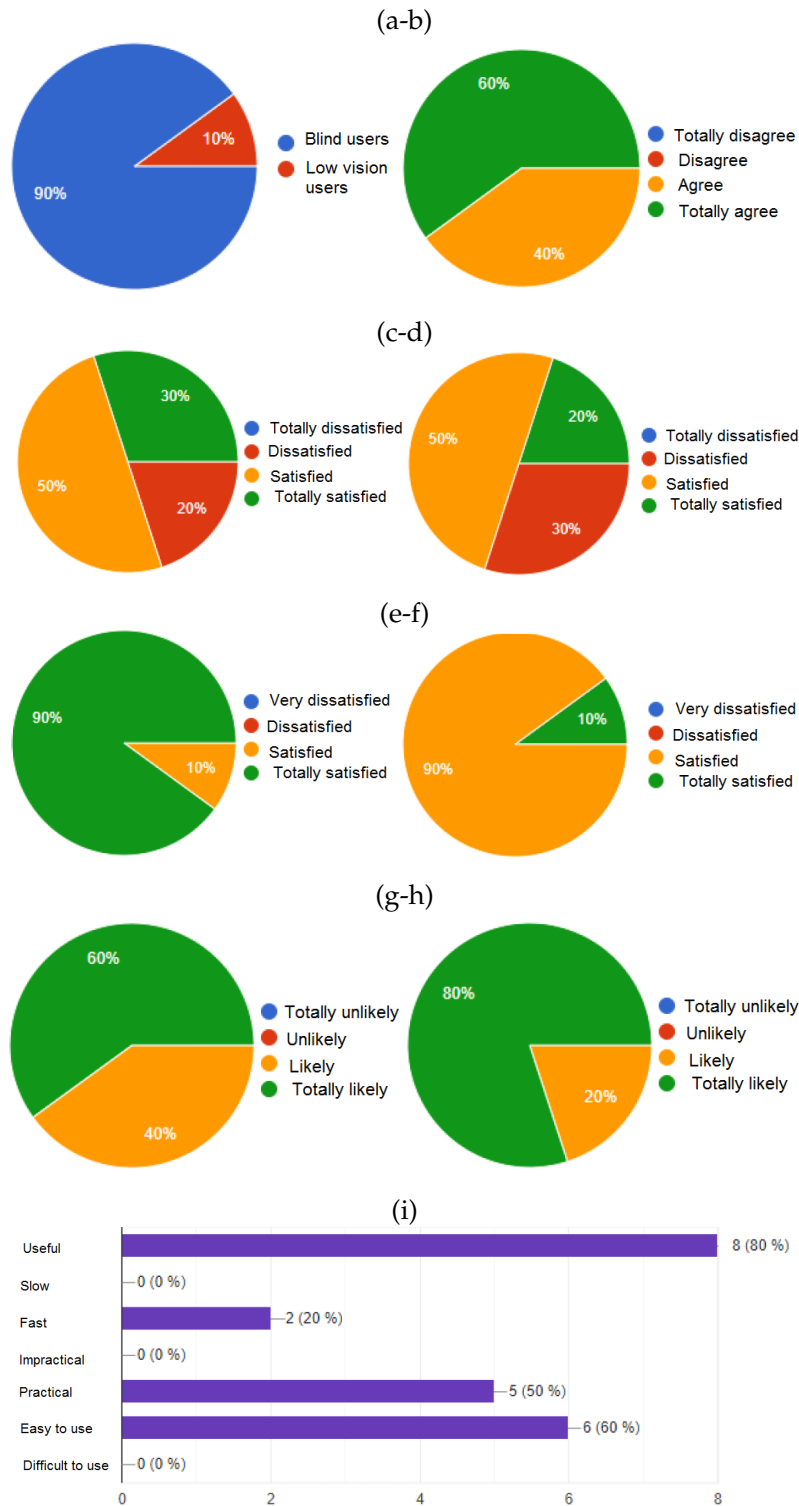 (a-b)
90%
10%
Blind users
Low vision
users
60%
40%
Totally disagree
Disagree
Agree
Totally agree
(c-d)
30%
50%
20%
Totally dissatisfied
Dissatisfied
Satisfied
Totally satisfied
50%
20%
30%
Totally dissatisfied
Dissatisfied
Satisfied
Totally satisfied
(e-f)
90%
10%
Very dissatisfied
Dissatisfied
Satisfied
Totally satisfied
10%
90%
Very dissatisfied
Dissatisfied
Satisfied
Totally satisfied
(g-h)
60%
40%
Totally unlikely
Unlikely
Likely
Totally likely
80%
20%
Totally unlikely
Unlikely
Likely
Totally likely
(i)
Useful 8 (80 %)
Slow 0 (0 %)
Fast 2 (20 %)
Impractical 0 (0 %)
Practical 5 (50 %)
Easy to use 6 (60 %)
Difficult to use 0 (0 %)
0 2 4 6 8